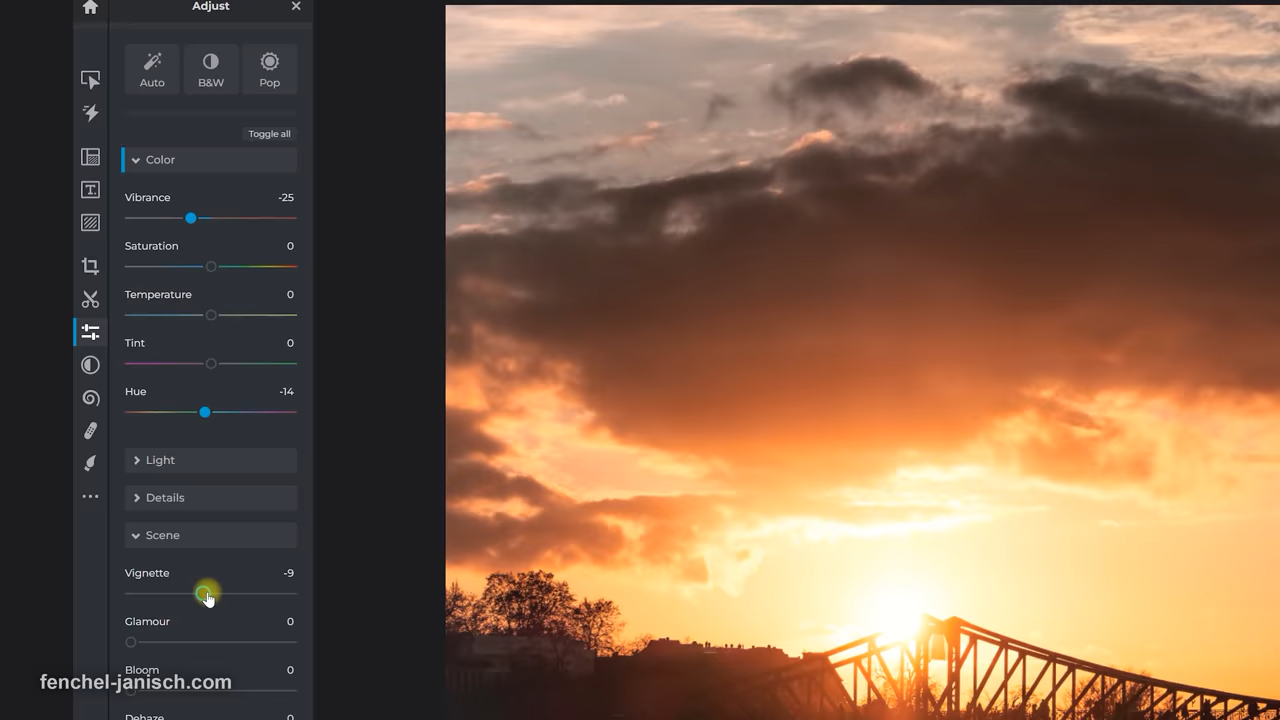 Adjust
Auto B&W Pop
Toggle all
Color
Vibrance -25
Saturation 0
Temperature 0
Tint 0
Hue -14
Light
Details
Scene
Vignette -9
Glamour 0
Bloom 0
fenchel-janisch.com
Dehaze 0